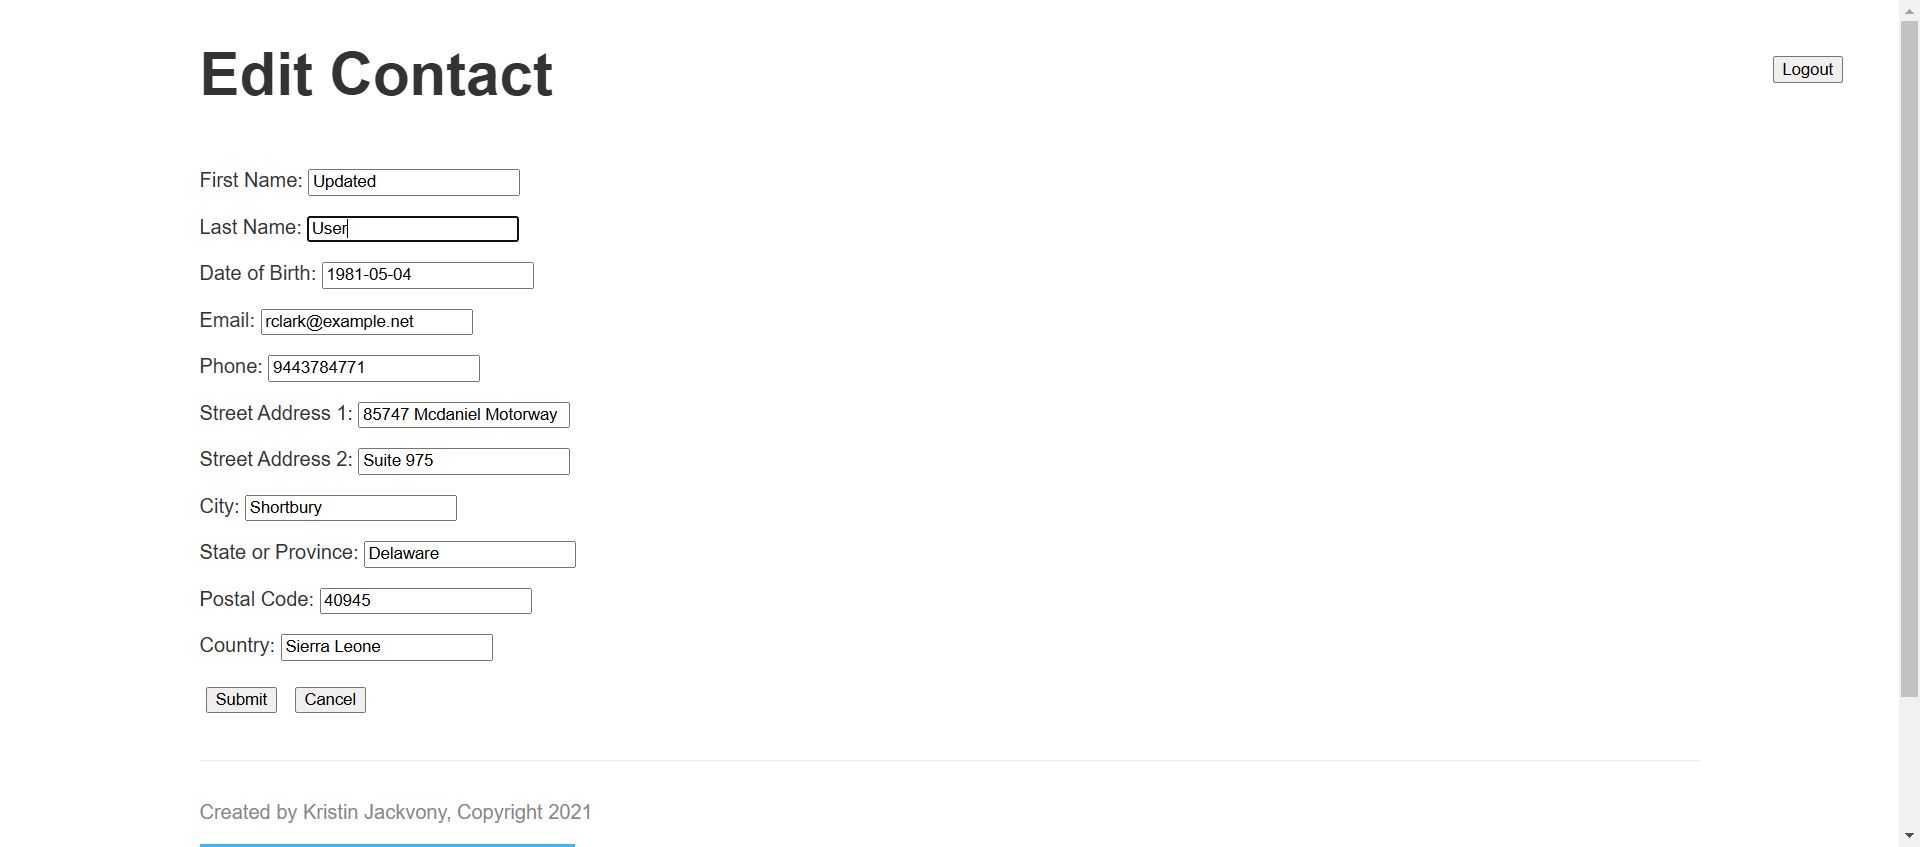 Edit Contact
Logout
First Name: Updated
Last Name: User
Date of Birth: 1981-05-04
Email: rclark@example.net
Phone: 9443784771
Street Address 1: 85747 Mcdaniel Motorway
Street Address 2: Suite 975
City: Shortbury
State or Province: Delaware
Postal Code: 40945
Country: Sierra Leone
Submit Cancel
Created by Kristin Jackvony, Copyright 2021